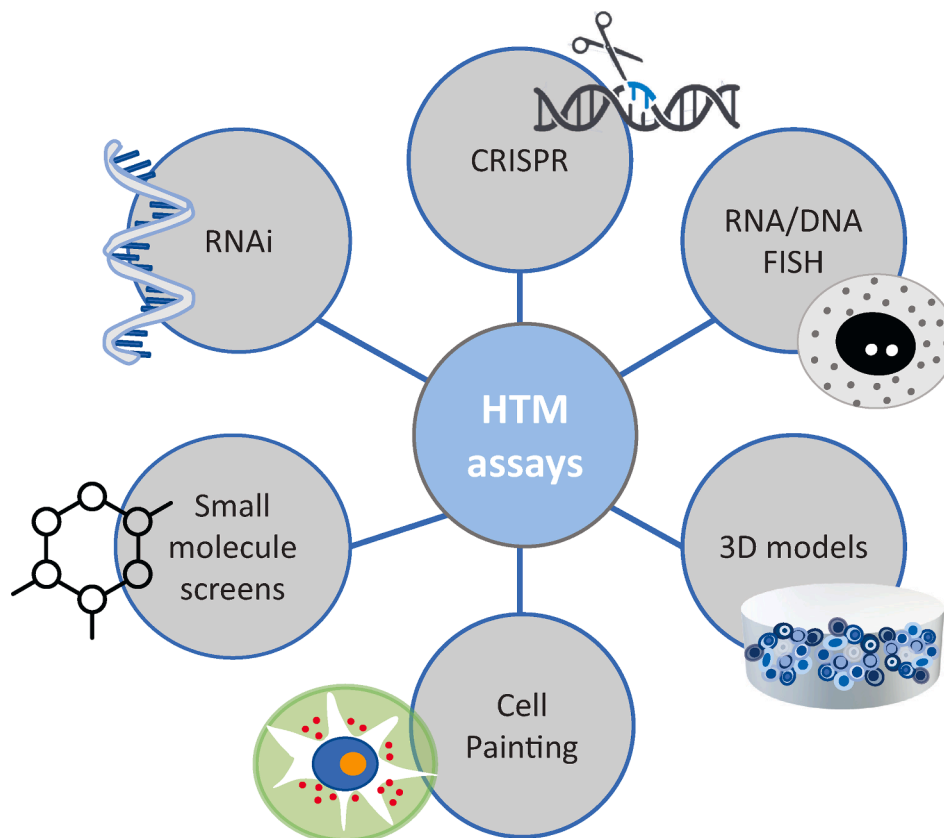 CRISPR
RNAi
RNA/DNA
FISH
HTM
assays
Small
molecule
screens
3D models
Cell
Painting